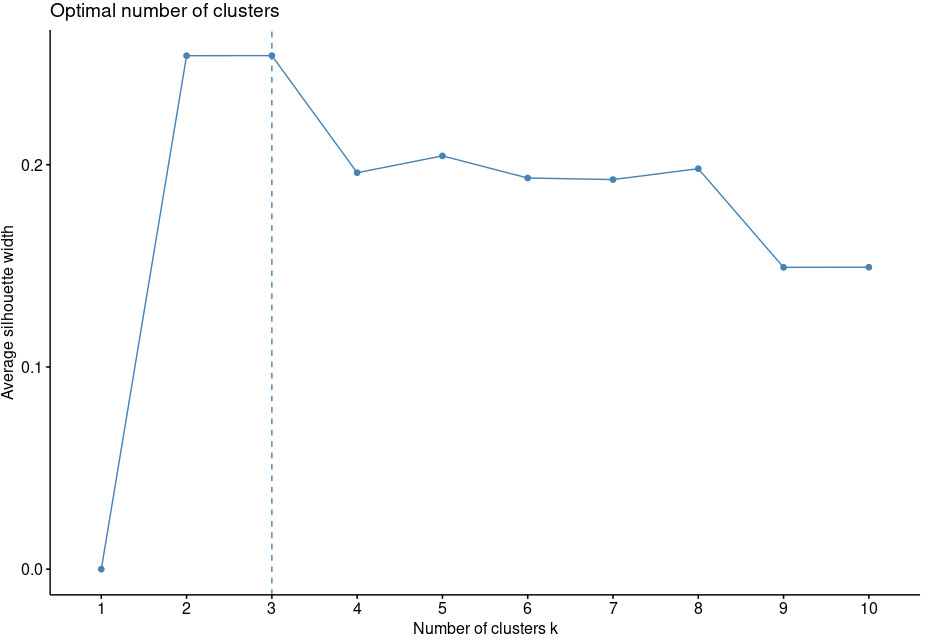 Optimal number of clusters
Average silhouette width
0.2
0.1
0.0
1 2 3 4 5 6 7 8 9 10
Number of clusters k